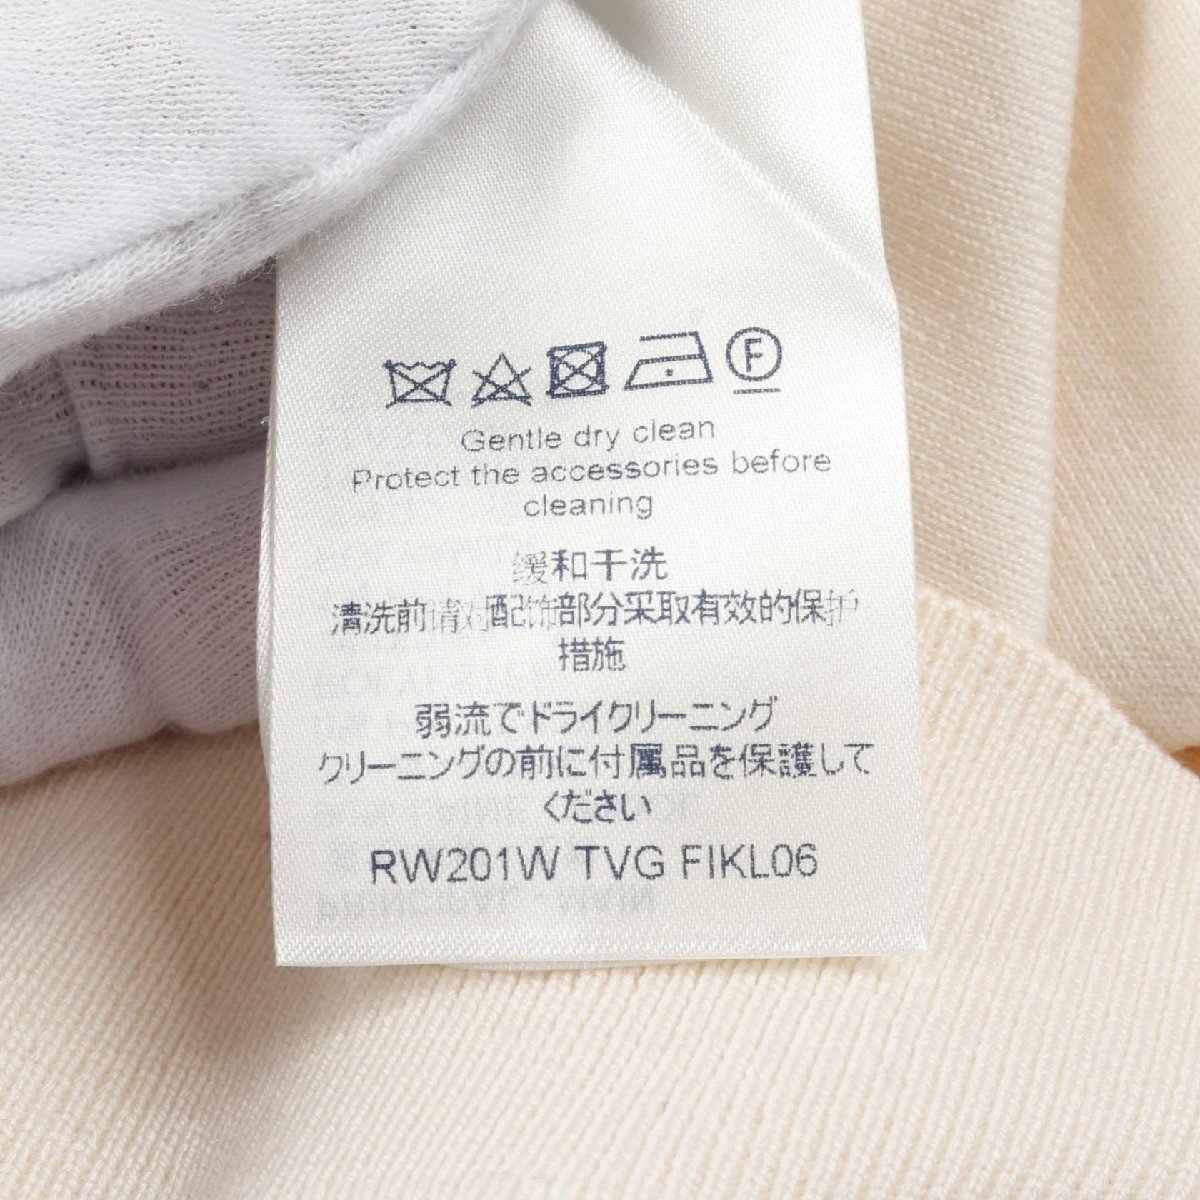 F
Gentle dry clean
Protect the accessories before
cleaning
缓和干洗
清洗前请对配饰部分采取有效的保护
措施
弱流でドライクリーニング
クリーニングの前に付属品を保護して
ください
RW201W TVG FIKL06